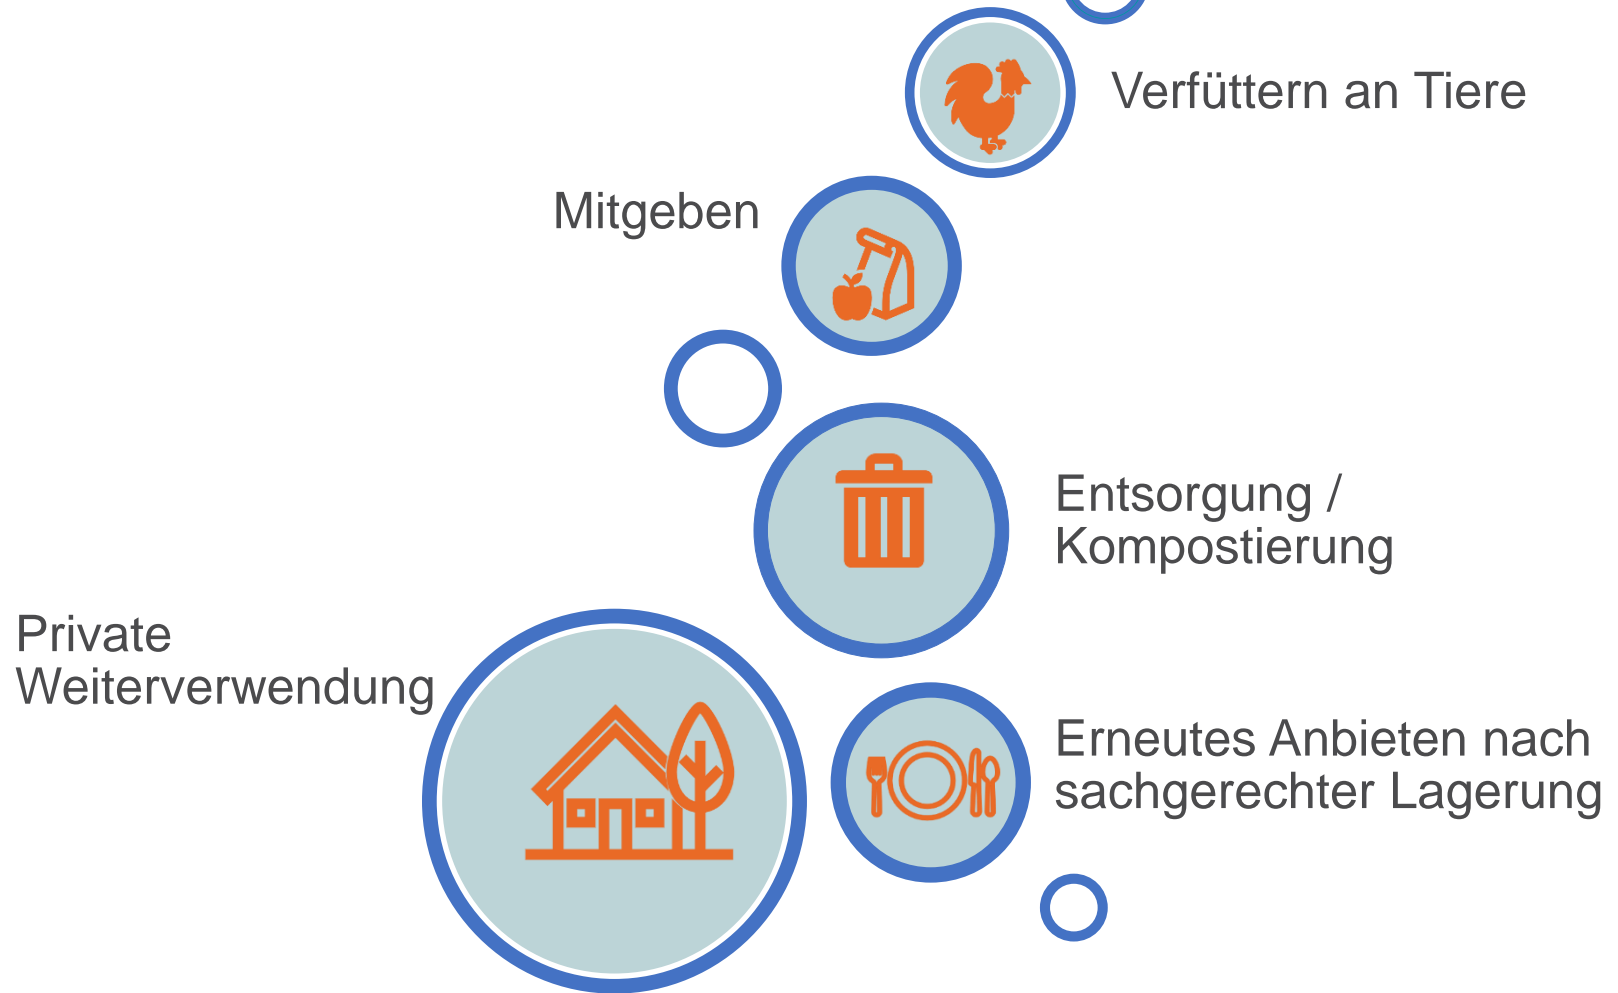 Verfüttern an Tiere
Mitgeben
Entsorgung /
Kompostierung
Private
Weiterverwendung
Erneutes Anbieten nach
sachgerechter Lagerung